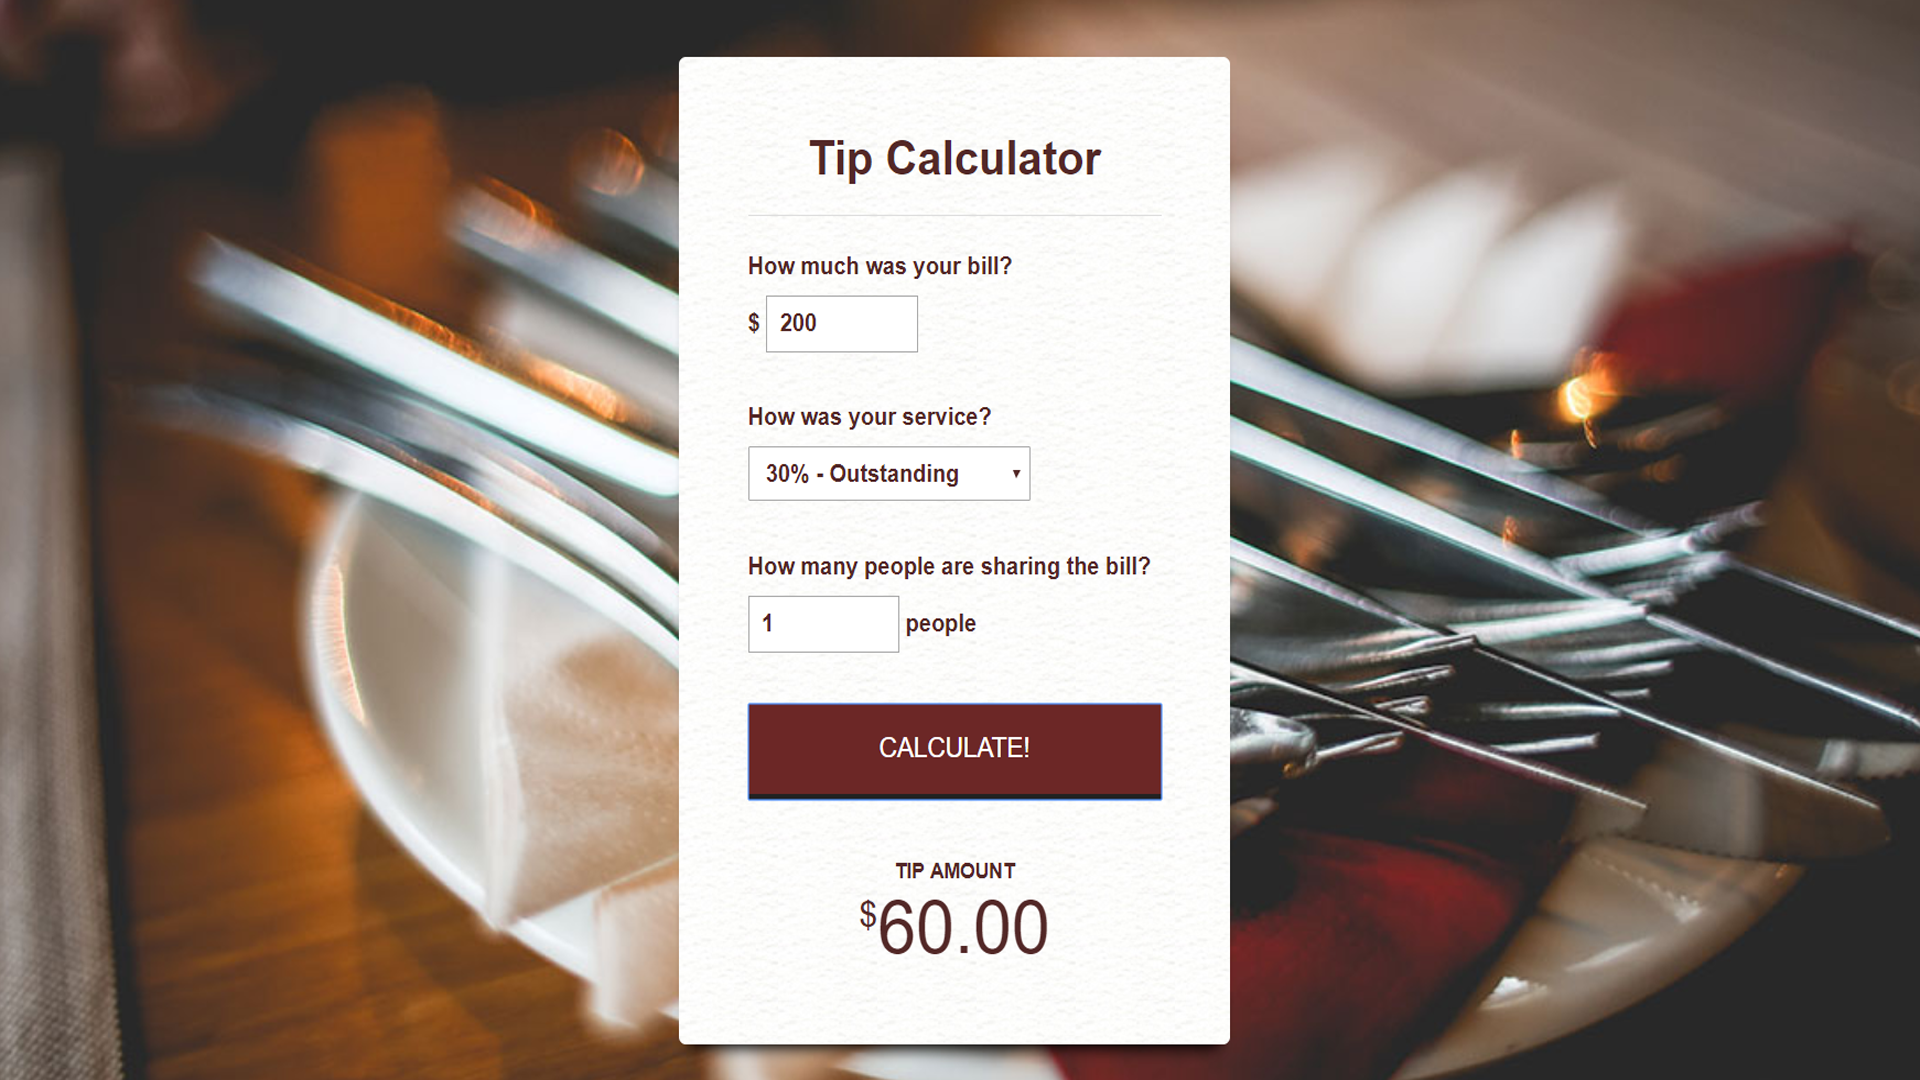 Tip Calculator
How much was your bill?
$ 200
How was your service?
30% - Outstanding
How many people are sharing the bill?
1 people
CALCULATE!
TIP AMOUNT
$60.00